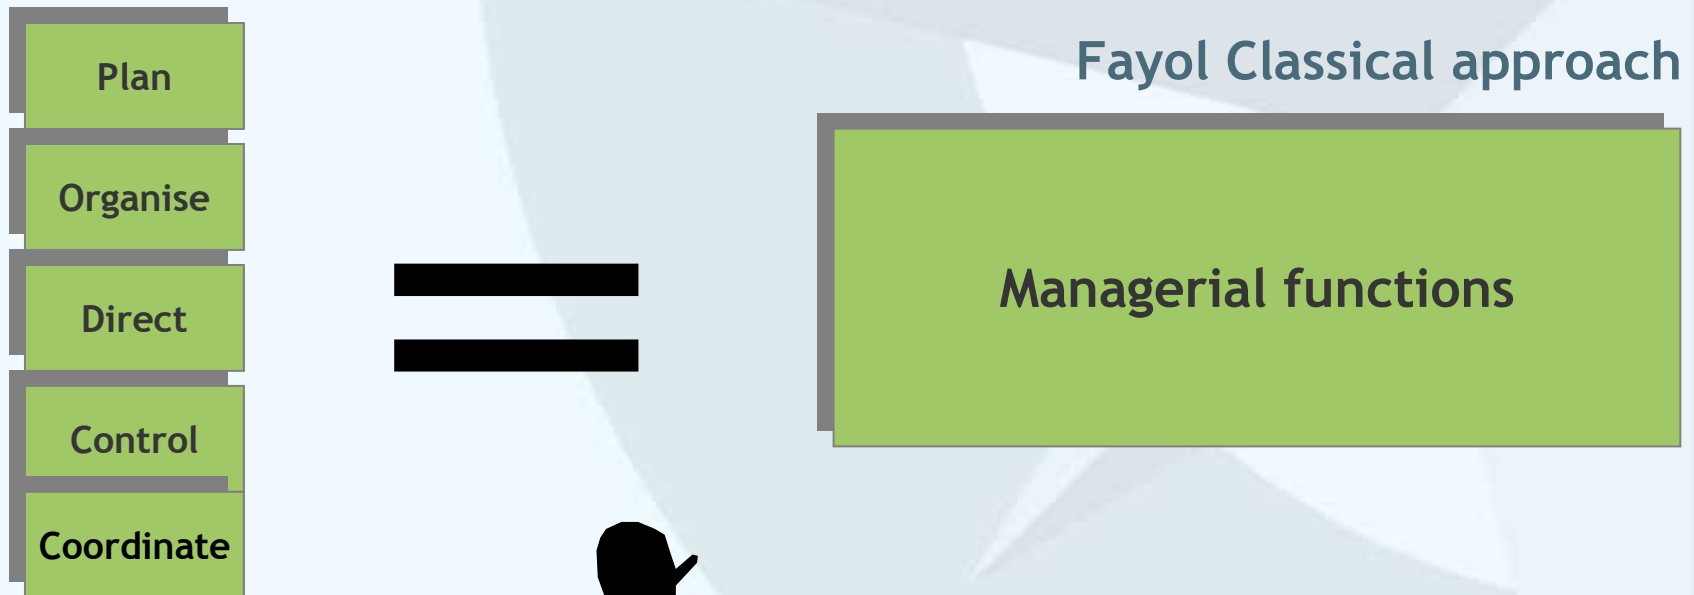 Fayol Classical approach
Plan
Organise
Direct
Control
Coordinate
Managerial functions